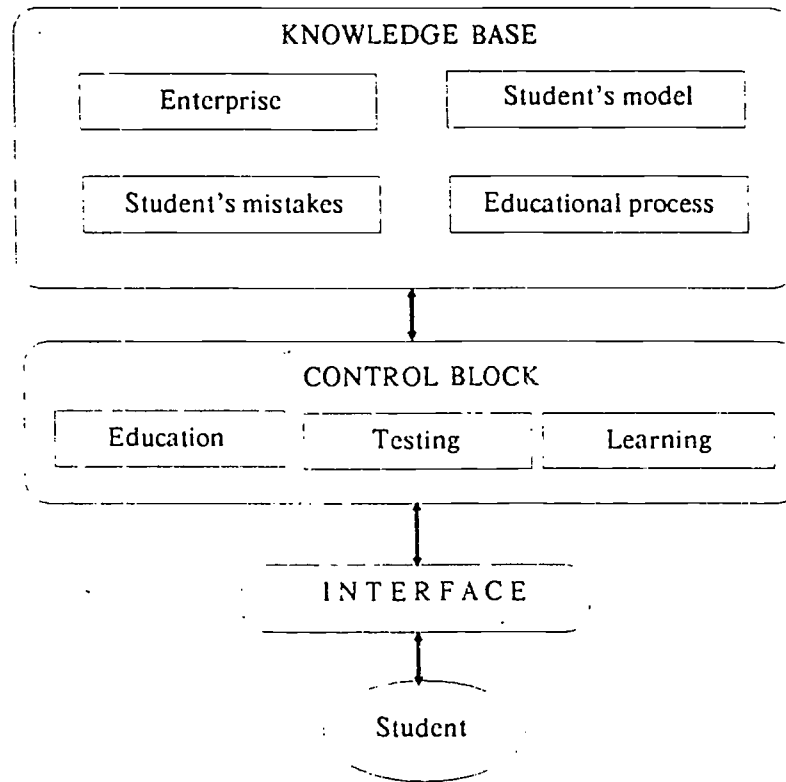 KNOWLEDGE BASE
Enterprise
Student's model
Student's mistakes
Educational process
CONTROL BLOCK
Education
Testing
Learning
INTERFACE
Student